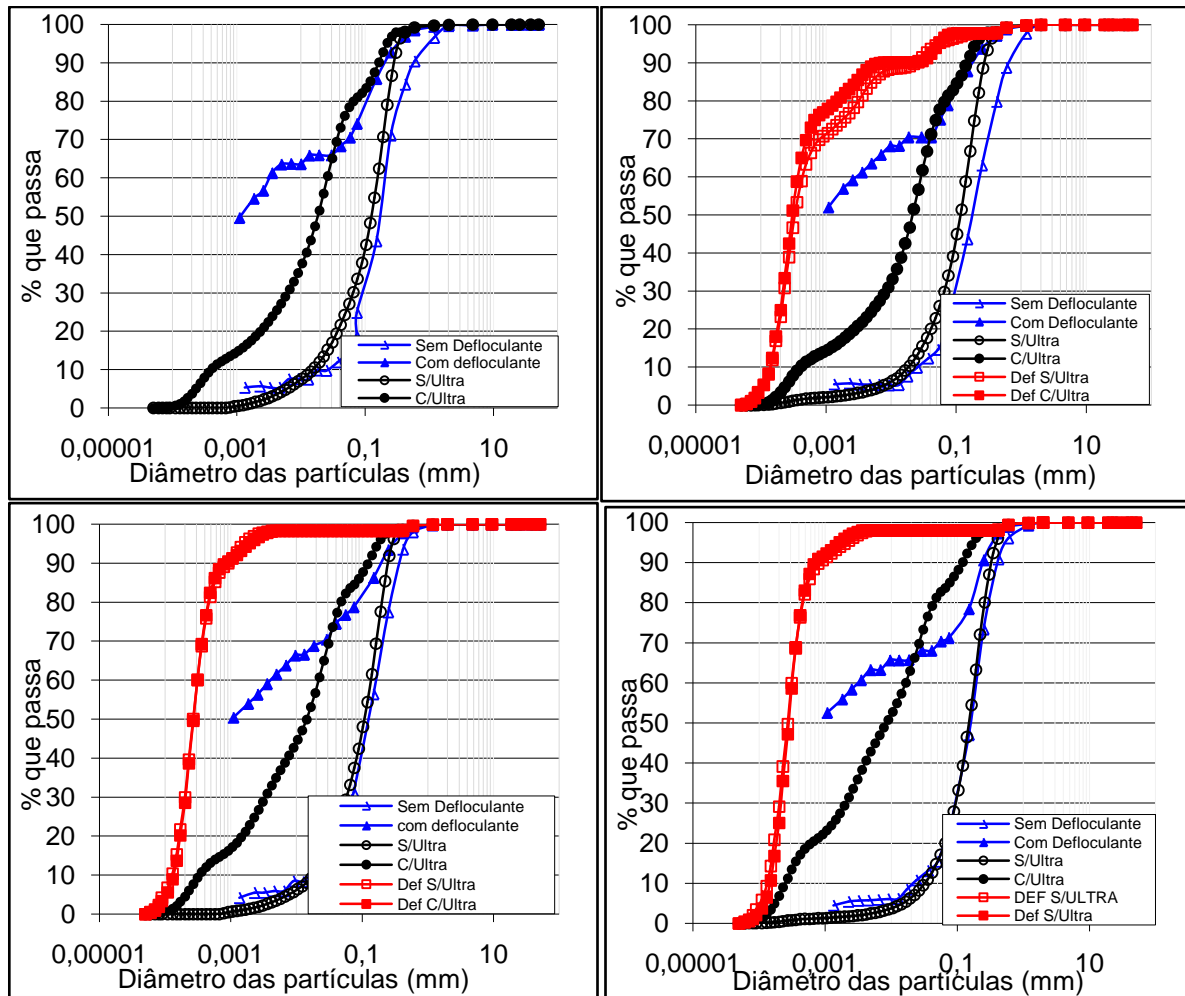 100
90
80
70
60
50
40
30
20
10
0
% que passa
Sem Defloculante
Com defloculante
S/Ultra
C/Ultra
0,00001 0,001 0,1 10
Diâmetro das partículas (mm)
100
90
80
70
60
50
40
30
20
10
0
% que passa
Sem Defloculante
Com Defloculante
S/Ultra
C/Ultra
Def S/Ultra
Def C/Ultra
0,00001 0,001 0,1 10
Diâmetro das partículas (mm)
100
90
80
70
60
50
40
30
20
10
0
% que passa
Sem Defloculante
com defloculante
S/Ultra
C/Ultra
Def S/Ultra
Def C/Ultra
0,00001 0,001 0,1 10
Diâmetro das partículas (mm)
100
90
80
70
60
50
40
30
20
10
0
% que passa
Sem Defloculante
Com Defloculante
S/Ultra
C/Ultra
DEF S/ULTRA
Def S/Ultra
0,00001 0,001 0,1 10
Diâmetro das partículas (mm)